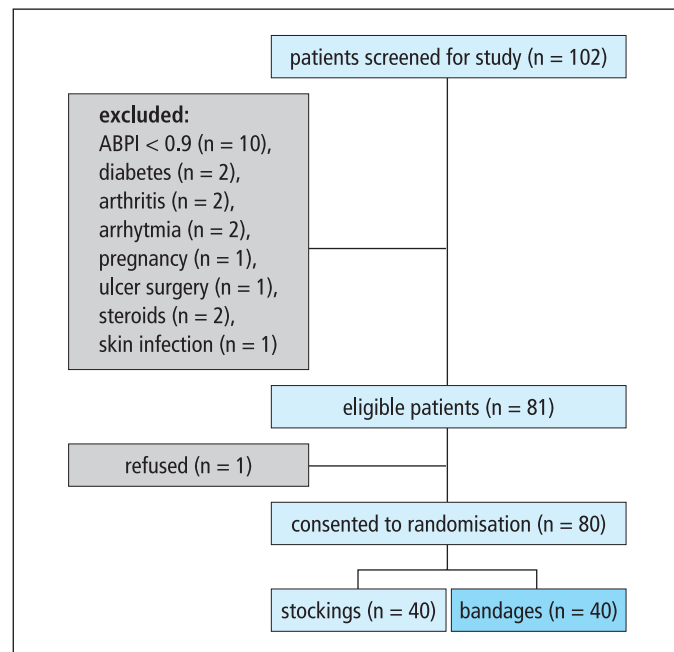 patients screened for study (n = 102)
excluded:
ABPI < 0.9 (n = 10),
diabetes (n = 2),
arthritis (n = 2),
arrhytmia (n = 2),
pregnancy (n = 1),
ulcer surgery (n = 1),
steroids (n = 2),
skin infection (n = 1)
eligible patients (n = 81)
refused (n = 1)
consented to randomisation (n = 80)
stockings (n = 40)
bandages (n = 40)